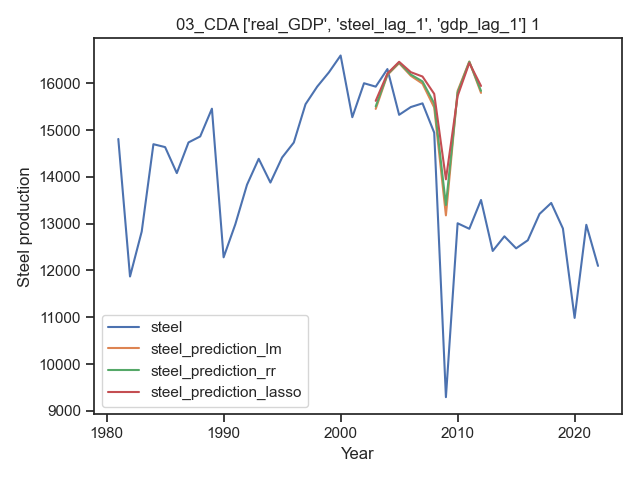 03_CDA ['real_GDP', 'steel_lag_1', 'gdp_lag_1'] 1
Steel production
16000
15000
14000
13000
12000
11000
10000
9000
steel
steel_prediction_lm
steel_prediction_rr
steel_prediction_lasso
1980
1990
2000
2010
2020
Year